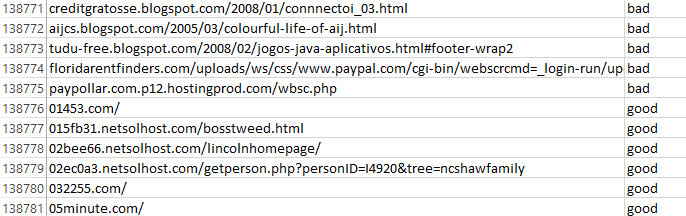 138771 creditgratosse.blogspot.com/2008/01/connnectoi_03.html bad
138772 aijcs.blogspot.com/2005/03/colourful-life-of-aij.html bad
138773 tudu-free.blogspot.com/2008/02/jogos-java-aplicativos.html#footer-wrap2 bad
138774 floridarentfinders.com/uploads/ws/css/www.paypal.com/cgi-bin/webscrcmd=_login-run/up bad
138775 paypollar.com.p12.hostingprod.com/wbsc.php bad
138776 01453.com/ good
138777 015fb31.netsolhost.com/bosstweed.html good
138778 02bee66.netsolhost.com/lincolnhomepage/ good
138779 02ec0a3.netsolhost.com/getperson.php?personID=I4920&tree=ncshawfamily good
138780 032255.com/ good
138781 05minute.com/ good